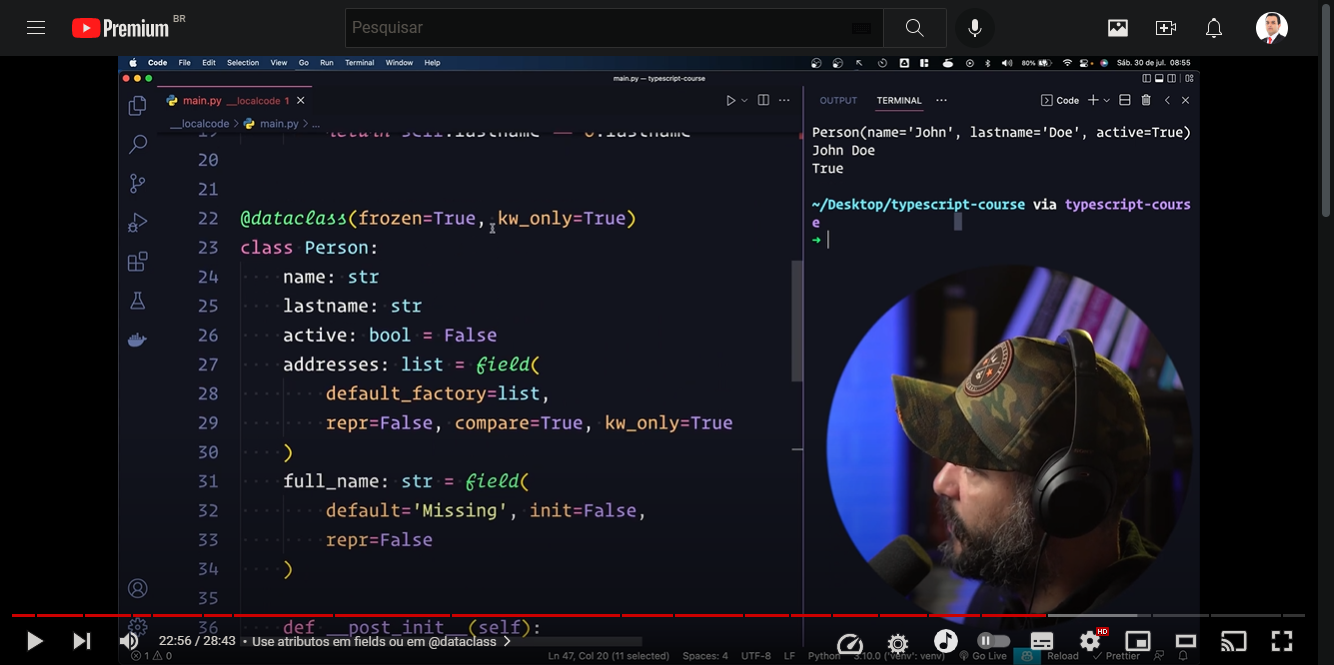 Premium BR
Pesquisar
Code File Edit Selection View Go Run Terminal Window Help
80% Sáb. 30 de jul. 08:55
main.py — typescript-course
main.py __localcode 1
__localcode > main.py > ...
return self.lastname == o.lastname
20
21
22 @dataclass(frozen=True, kw_only=True)
23 class Person:
24 name: str
25 lastname: str
26 active: bool = False
27 addresses: list = field(
28 default_factory=list,
29 repr=False, compare=True, kw_only=True
30 )
31 full_name: str = field(
32 default='Missing', init=False,
33 repr=False
34 )
35
36 def __post_init__(self):
OUTPUT TERMINAL ... Code
Person(name='John', lastname='Doe', active=True)
John Doe
True
~/Desktop/typescript-course via typescript-cours
e
➜
22:56 / 28:43 • Use atributos em fields ou em @dataclass >
HD
1 0 Ln 47, Col 20 (11 selected) Spaces: 4 UTF-8 LF Python 3.10.0 ('venv': venv) Go Live Reload Prettier